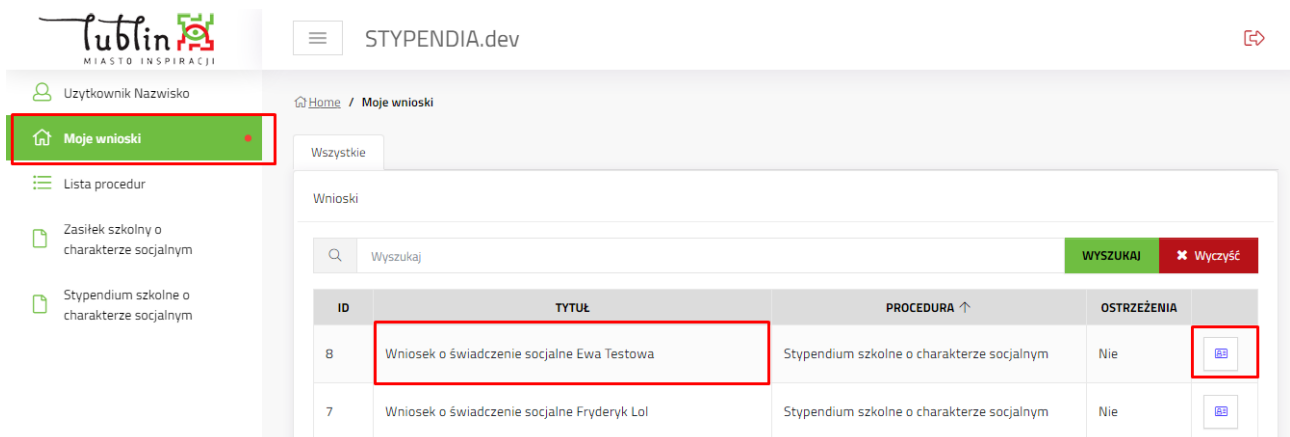 lublin
MIASTO INSPIRACJI
STYPENDIA.dev
Uzytkownik Nazwisko
Moje wnioski
Lista procedur
Zasiłek szkolny o
charakterze socjalnym
Stypendium szkolne o
charakterze socjalnym
Home / Moje wnioski
Wszystkie
Wnioski
Wyszukaj WYSZUKAJ Wyczyść
ID TYTUŁ PROCEDURA OSTRZEŻENIA
8 Wniosek o świadczenie socjalne Ewa Testowa Stypendium szkolne o charakterze socjalnym Nie
7 Wniosek o świadczenie socjalne Fryderyk Lol Stypendium szkolne o charakterze socjalnym Nie